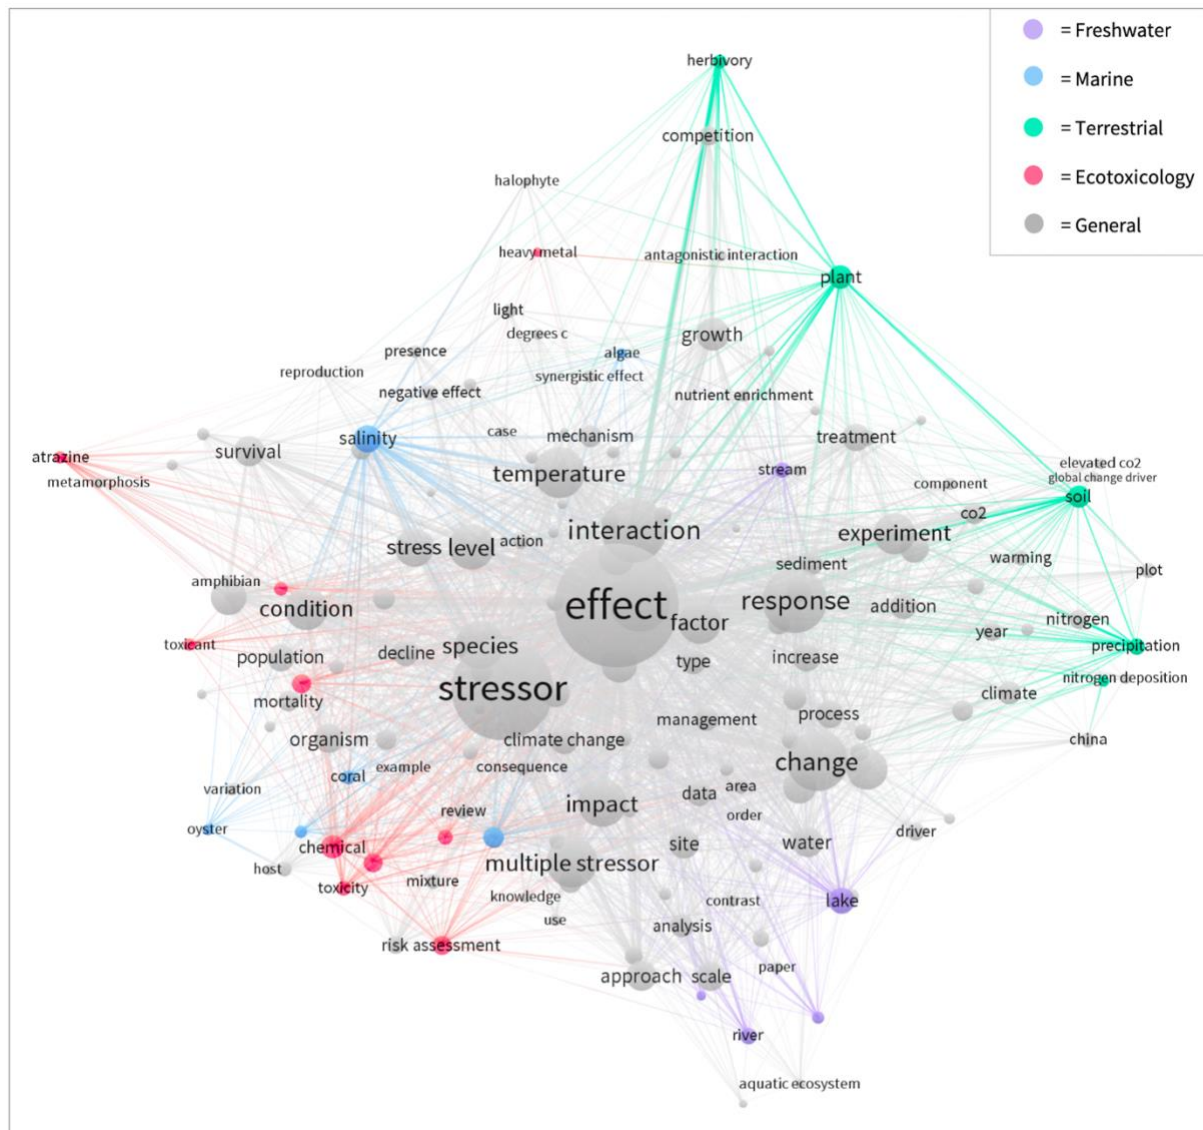 = Freshwater
= Marine
= Terrestrial
= Ecotoxicology
= General
herbivory
competition
halophyte
heavy metal
antagonistic interaction
plant
light
degrees c
growth
presence
algae
reproduction
synergistic effect
negative effect
nutrient enrichment
case
mechanism
salinity
treatment
survival
atrazine
metamorphosis
temperature
stream
elevated co2
global change driver
component
soil
co2
interaction
experiment
stress level
action
sediment
warming
plot
amphibian
condition
effect
factor
response
addition
nitrogen
year
toxicant
precipitation
species
decline
population
type
increase
nitrogen deposition
stressor
climate
mortality
management
process
organism
climate change
china
change
example
consequence
coral
variation
data
area
impact
review
order
oyster
driver
chemical
site
water
multiple stressor
host
mixture
toxicity
knowledge
contrast
lake
use
analysis
risk assessment
paper
approach
scale
river
aquatic ecosystem